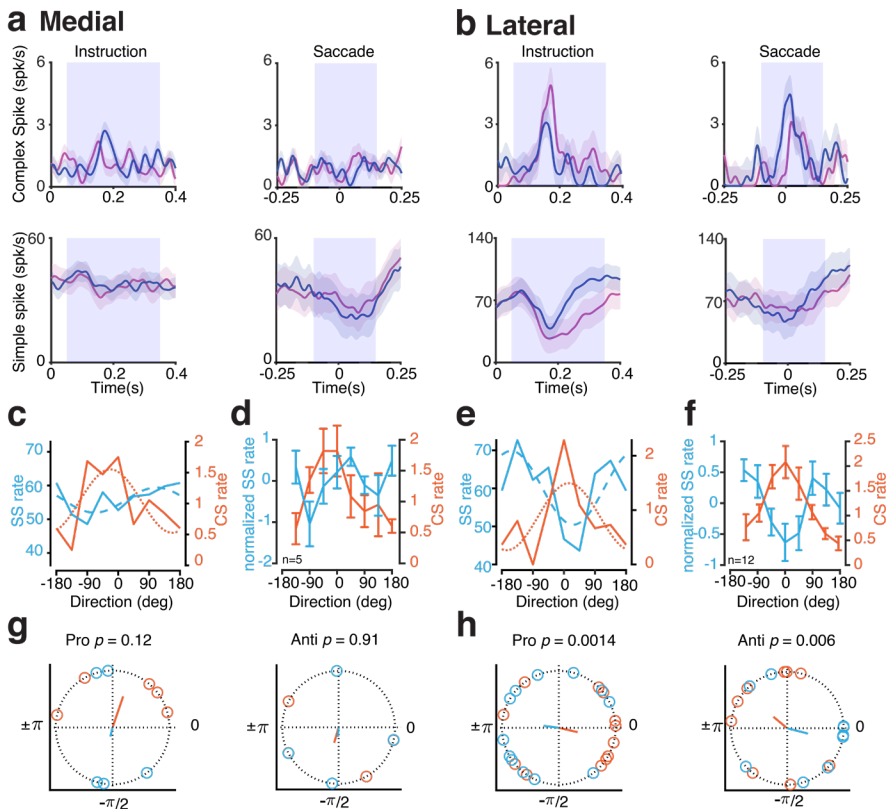 a Medial
b Lateral
Instruction
Saccade
Instruction
Saccade
Complex Spike (spk/s)
6
3
0
0 0.2 0.4
6
3
0
-0.25 0 0.25
6
3
0
0 0.2 0.4
6
3
0
-0.25 0 0.25
Simple spike (spk/s)
60
0
0 0.2 0.4
Time(s)
60
0
-0.25 0 0.25
Time(s)
140
70
0
0 0.2 0.4
Time(s)
140
70
0
-0.25 0 0.25
Time(s)
c
SS rate
70
60
50
40
CS rate
2
1.5
1
0.5
0
-180 -90 0 90 180
Direction (deg)
d
normalized SS rate
1
0
-1
-2
n=5
CS rate
2
1.5
1
0.5
0
-180 -90 0 90 180
Direction (deg)
e
SS rate
70
60
50
40
CS rate
2
1
0
-180 -90 0 90 180
Direction (deg)
f
normalized SS rate
1
0.5
0
-0.5
-1
n=12
CS rate
2.5
2
1.5
1
0.5
0
-180 -90 0 90 180
Direction (deg)
g
Pro p = 0.12
±π
0
-π/2
Anti p = 0.91
±π
0
-π/2
h
Pro p = 0.0014
±π
0
-π/2
Anti p = 0.006
±π
0
-π/2